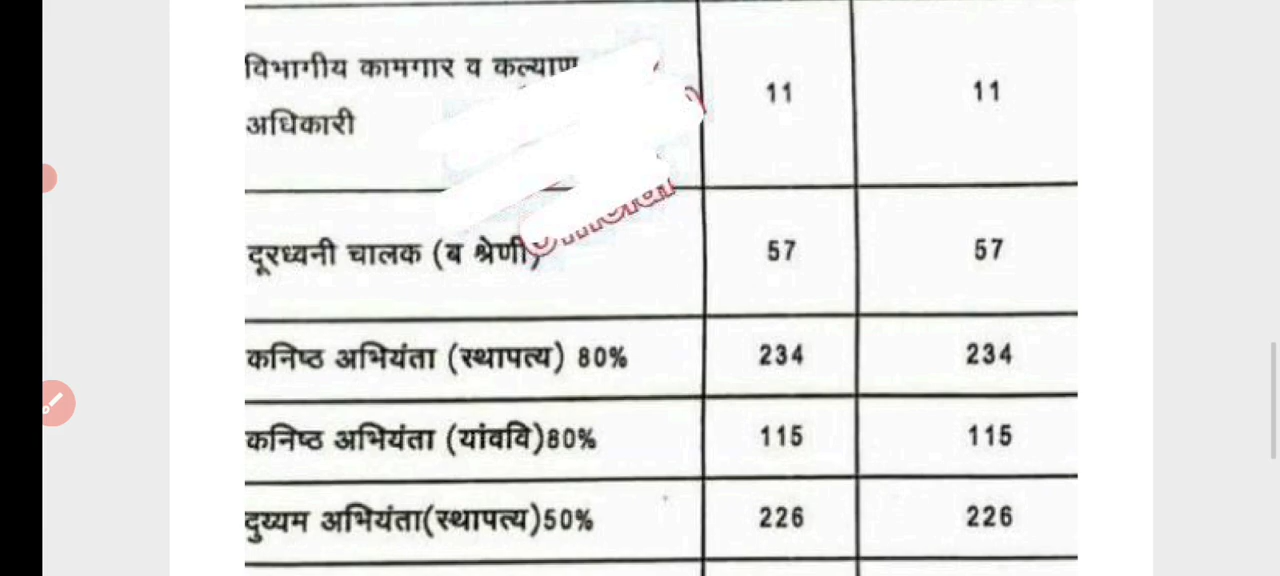 विभागीय कामगार व कल्याण 11 11
अधिकारी
दूरध्वनी चालक (ब श्रेणी) 57 57
कनिष्ठ अभियंता (स्थापत्य) 80% 234 234
कनिष्ठ अभियंता (यांववि)80% 115 115
दुय्यम अभियंता(स्थापत्य)50% 226 226